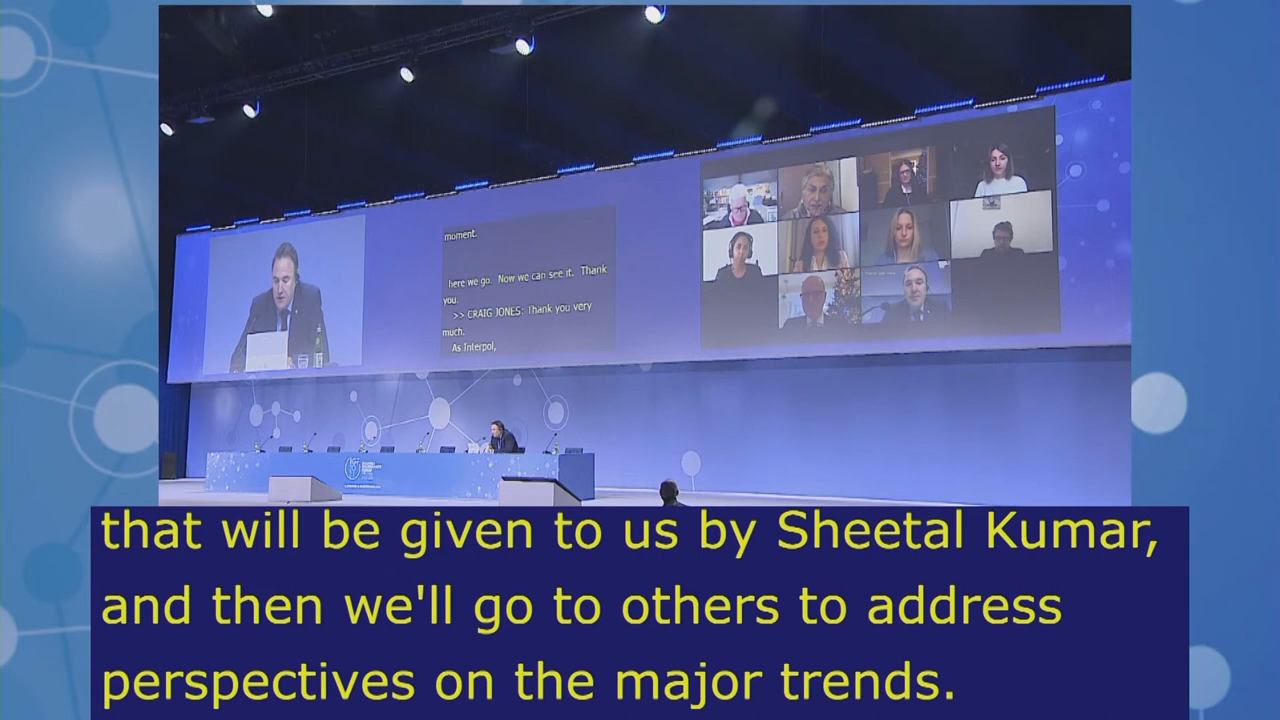 moment.
here we go. Now we can see it. Thank
you.
>> CRAIG JONES: Thank you very
much.
As Interpol,
that will be given to us by Sheetal Kumar,
and then we'll go to others to address
perspectives on the major trends.